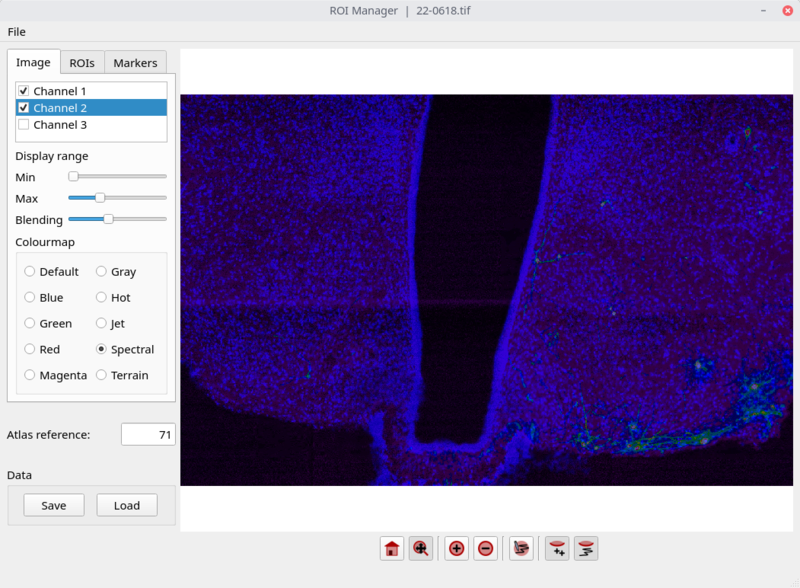 ROI Manager | 22-0618.tif
File
Image ROIs Markers
Channel 1
Channel 2
Channel 3
Display range
Min
Max
Blending
Colourmap
Default Gray
Blue Hot
Green Jet
Red Spectral
Magenta Terrain
Atlas reference: 71
Data
Save Load